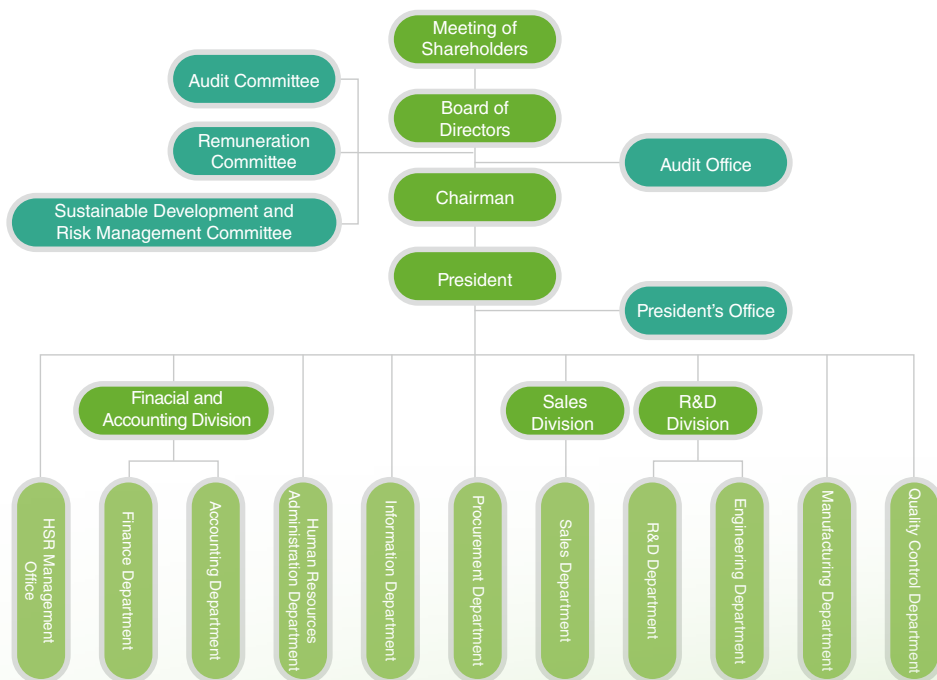 Meeting of
Shareholders
Audit Committee
Board of
Directors
Remuneration
Committee
Audit Office
Chairman
Sustainable Development and
Risk Management Committee
President
President's Office
Finacial and
Accounting Division
Sales
Division
R&D
Division
HSR Management
Office
Finance Department
Accounting Department
Human Resources
Administration Department
Information Department
Procurement Department
Sales Department
R&D Department
Engineering Department
Manufacturing Department
Quality Control Department